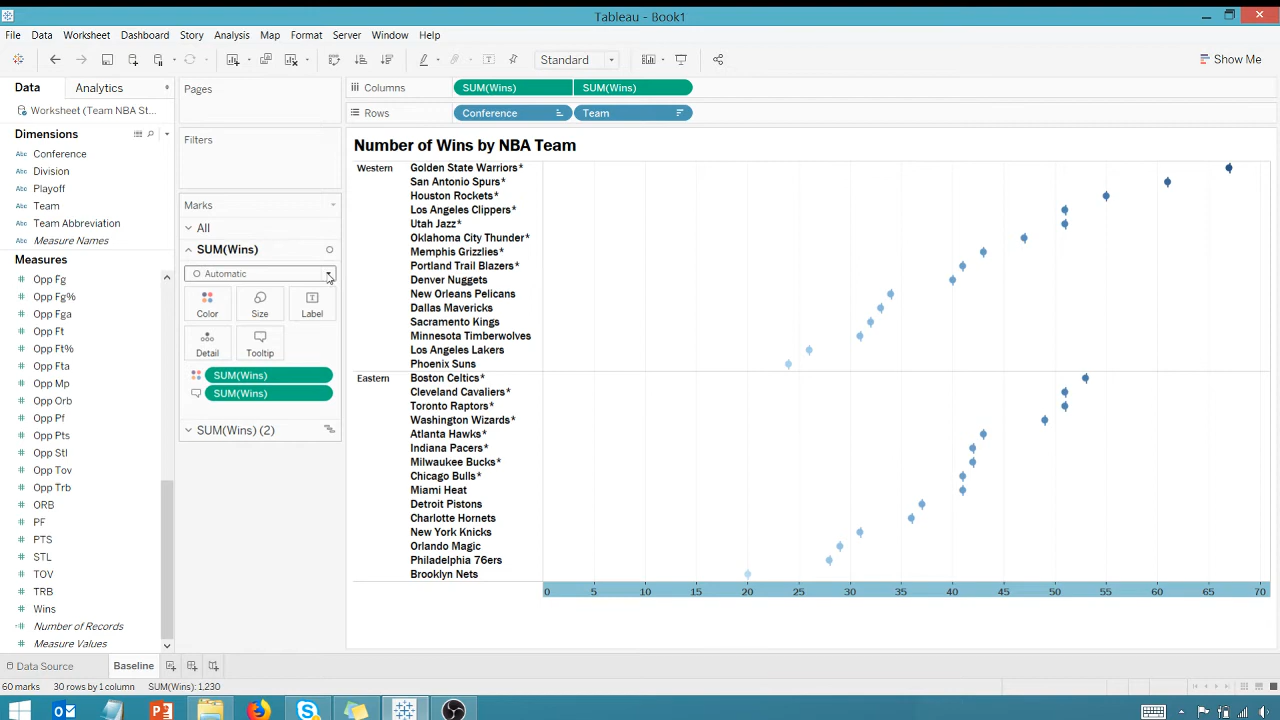 Tableau - Book1
File Data Worksheet Dashboard Story Analysis Map Format Server Window Help
Standard
Show Me
Data Analytics
Worksheet (Team NBA St...
Dimensions
Abc Conference
Abc Division
Abc Playoff
Abc Team
Abc Team Abbreviation
Abc Measure Names
Measures
# Opp Fg
# Opp Fg%
# Opp Fga
# Opp Ft
# Opp Ft%
# Opp Fta
# Opp Mp
# Opp Orb
# Opp Pf
# Opp Pts
# Opp Stl
# Opp Tov
# Opp Trb
# ORB
# PF
# PTS
# STL
# TOV
# TRB
# Wins
# Number of Records
# Measure Values
Pages
Filters
Marks
All
SUM(Wins)
Automatic
Color Size Label
Detail Tooltip
SUM(Wins)
SUM(Wins)
SUM(Wins) (2)
Columns SUM(Wins) SUM(Wins)
Rows Conference Team
Number of Wins by NBA Team
Western Golden State Warriors*
San Antonio Spurs*
Houston Rockets*
Los Angeles Clippers*
Utah Jazz*
Oklahoma City Thunder*
Memphis Grizzlies*
Portland Trail Blazers*
Denver Nuggets
New Orleans Pelicans
Dallas Mavericks
Sacramento Kings
Minnesota Timberwolves
Los Angeles Lakers
Phoenix Suns
Eastern Boston Celtics*
Cleveland Cavaliers*
Toronto Raptors*
Washington Wizards*
Atlanta Hawks*
Indiana Pacers*
Milwaukee Bucks*
Chicago Bulls*
Miami Heat
Detroit Pistons
Charlotte Hornets
New York Knicks
Orlando Magic
Philadelphia 76ers
Brooklyn Nets
0 5 10 15 20 25 30 35 40 45 50 55 60 65 70
Data Source Baseline
60 marks 30 rows by 1 column SUM(Wins): 1,230